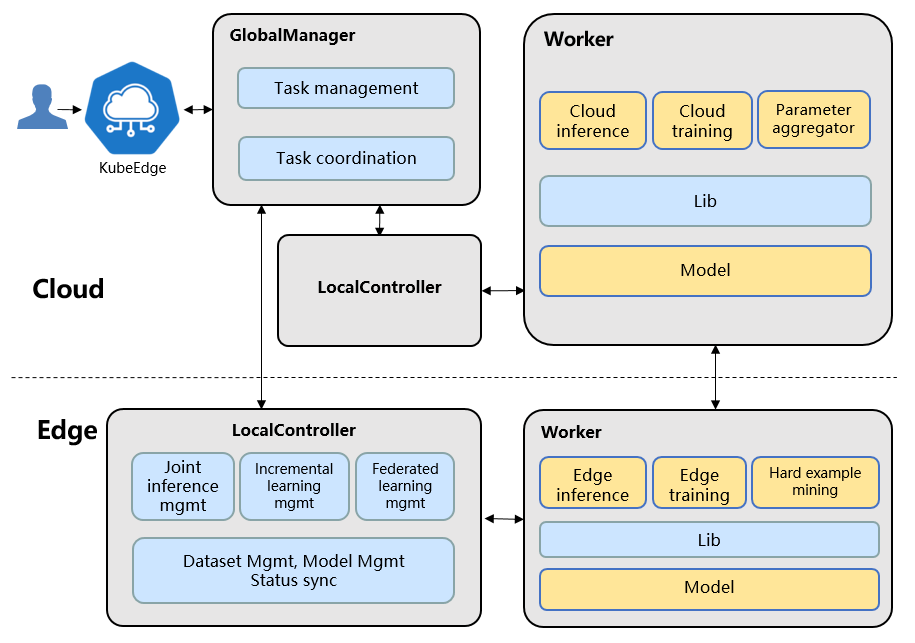 GlobalManager
Task management
Task coordination
KubeEdge
Worker
Cloud
inference
Cloud
training
Parameter
aggregator
Lib
Model
LocalController
Cloud
Edge
LocalController
Joint
inference
mgmt
Incremental
learning
mgmt
Federated
learning
mgmt
Dataset Mgmt, Model Mgmt
Status sync
Worker
Edge
inference
Edge
training
Hard example
mining
Lib
Model